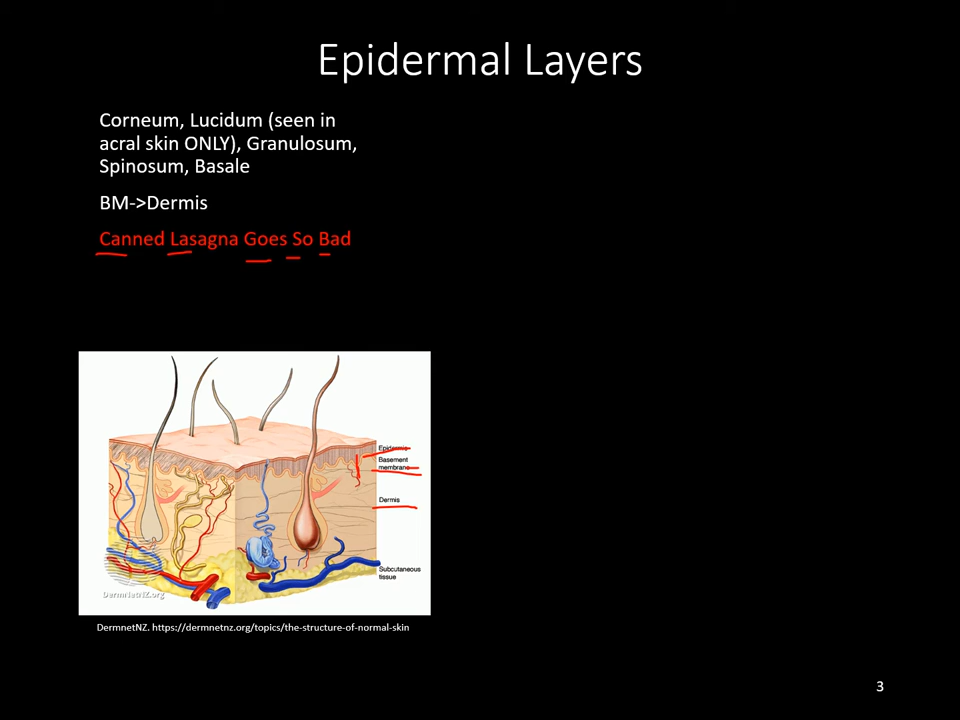 Epidermal Layers
Corneum, Lucidum (seen in
acral skin ONLY), Granulosum,
Spinosum, Basale
BM->Dermis
Canned Lasagna Goes So Bad
Epidermis
Basement
membrane
Dermis
Subcutaneous
tissue
DermNetNZ.org
DermnetNZ. https://dermnetnz.org/topics/the-structure-of-normal-skin
3